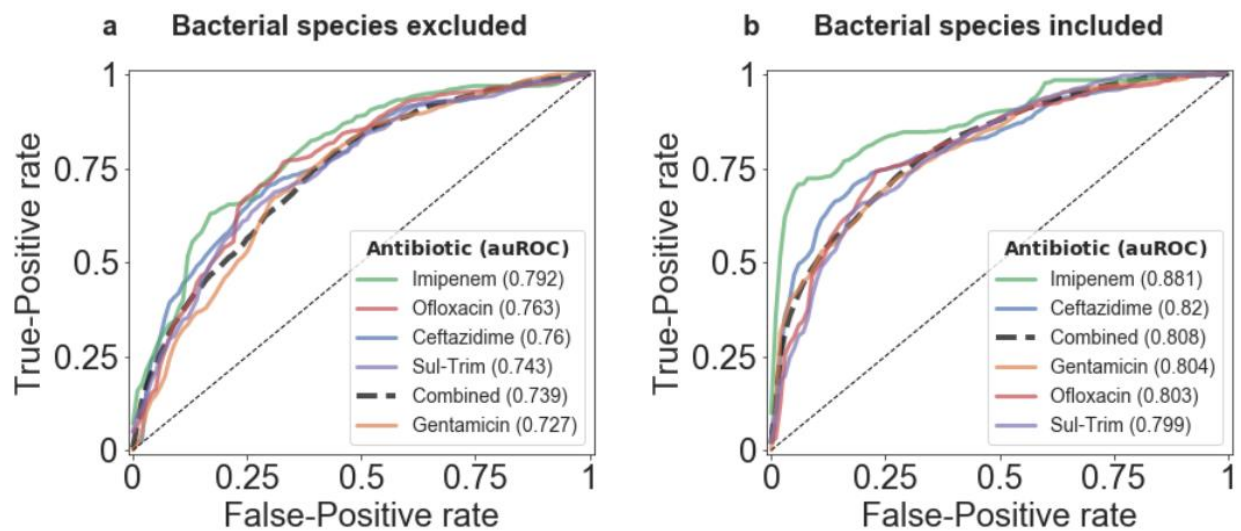 a Bacterial species excluded
True-Positive rate
1
0.75
0.5
0.25
0
Antibiotic (auROC)
Imipenem (0.792)
Ofloxacin (0.763)
Ceftazidime (0.76)
Sul-Trim (0.743)
Combined (0.739)
Gentamicin (0.727)
0 0.25 0.5 0.75 1
False-Positive rate
b Bacterial species included
True-Positive rate
1
0.75
0.5
0.25
0
Antibiotic (auROC)
Imipenem (0.881)
Ceftazidime (0.82)
Combined (0.808)
Gentamicin (0.804)
Ofloxacin (0.803)
Sul-Trim (0.799)
0 0.25 0.5 0.75 1
False-Positive rate